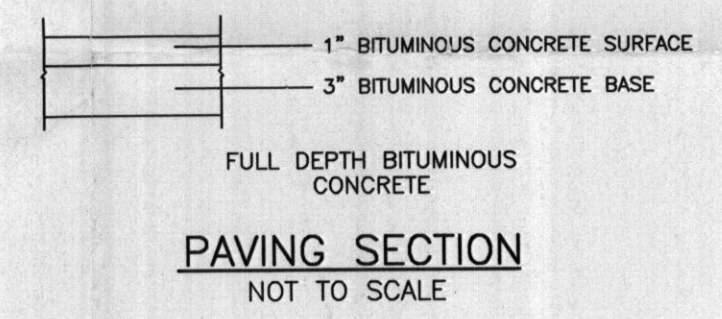 1" BITUMINOUS CONCRETE SURFACE
3" BITUMINOUS CONCRETE BASE
FULL DEPTH BITUMINOUS
CONCRETE
PAVING SECTION
NOT TO SCALE